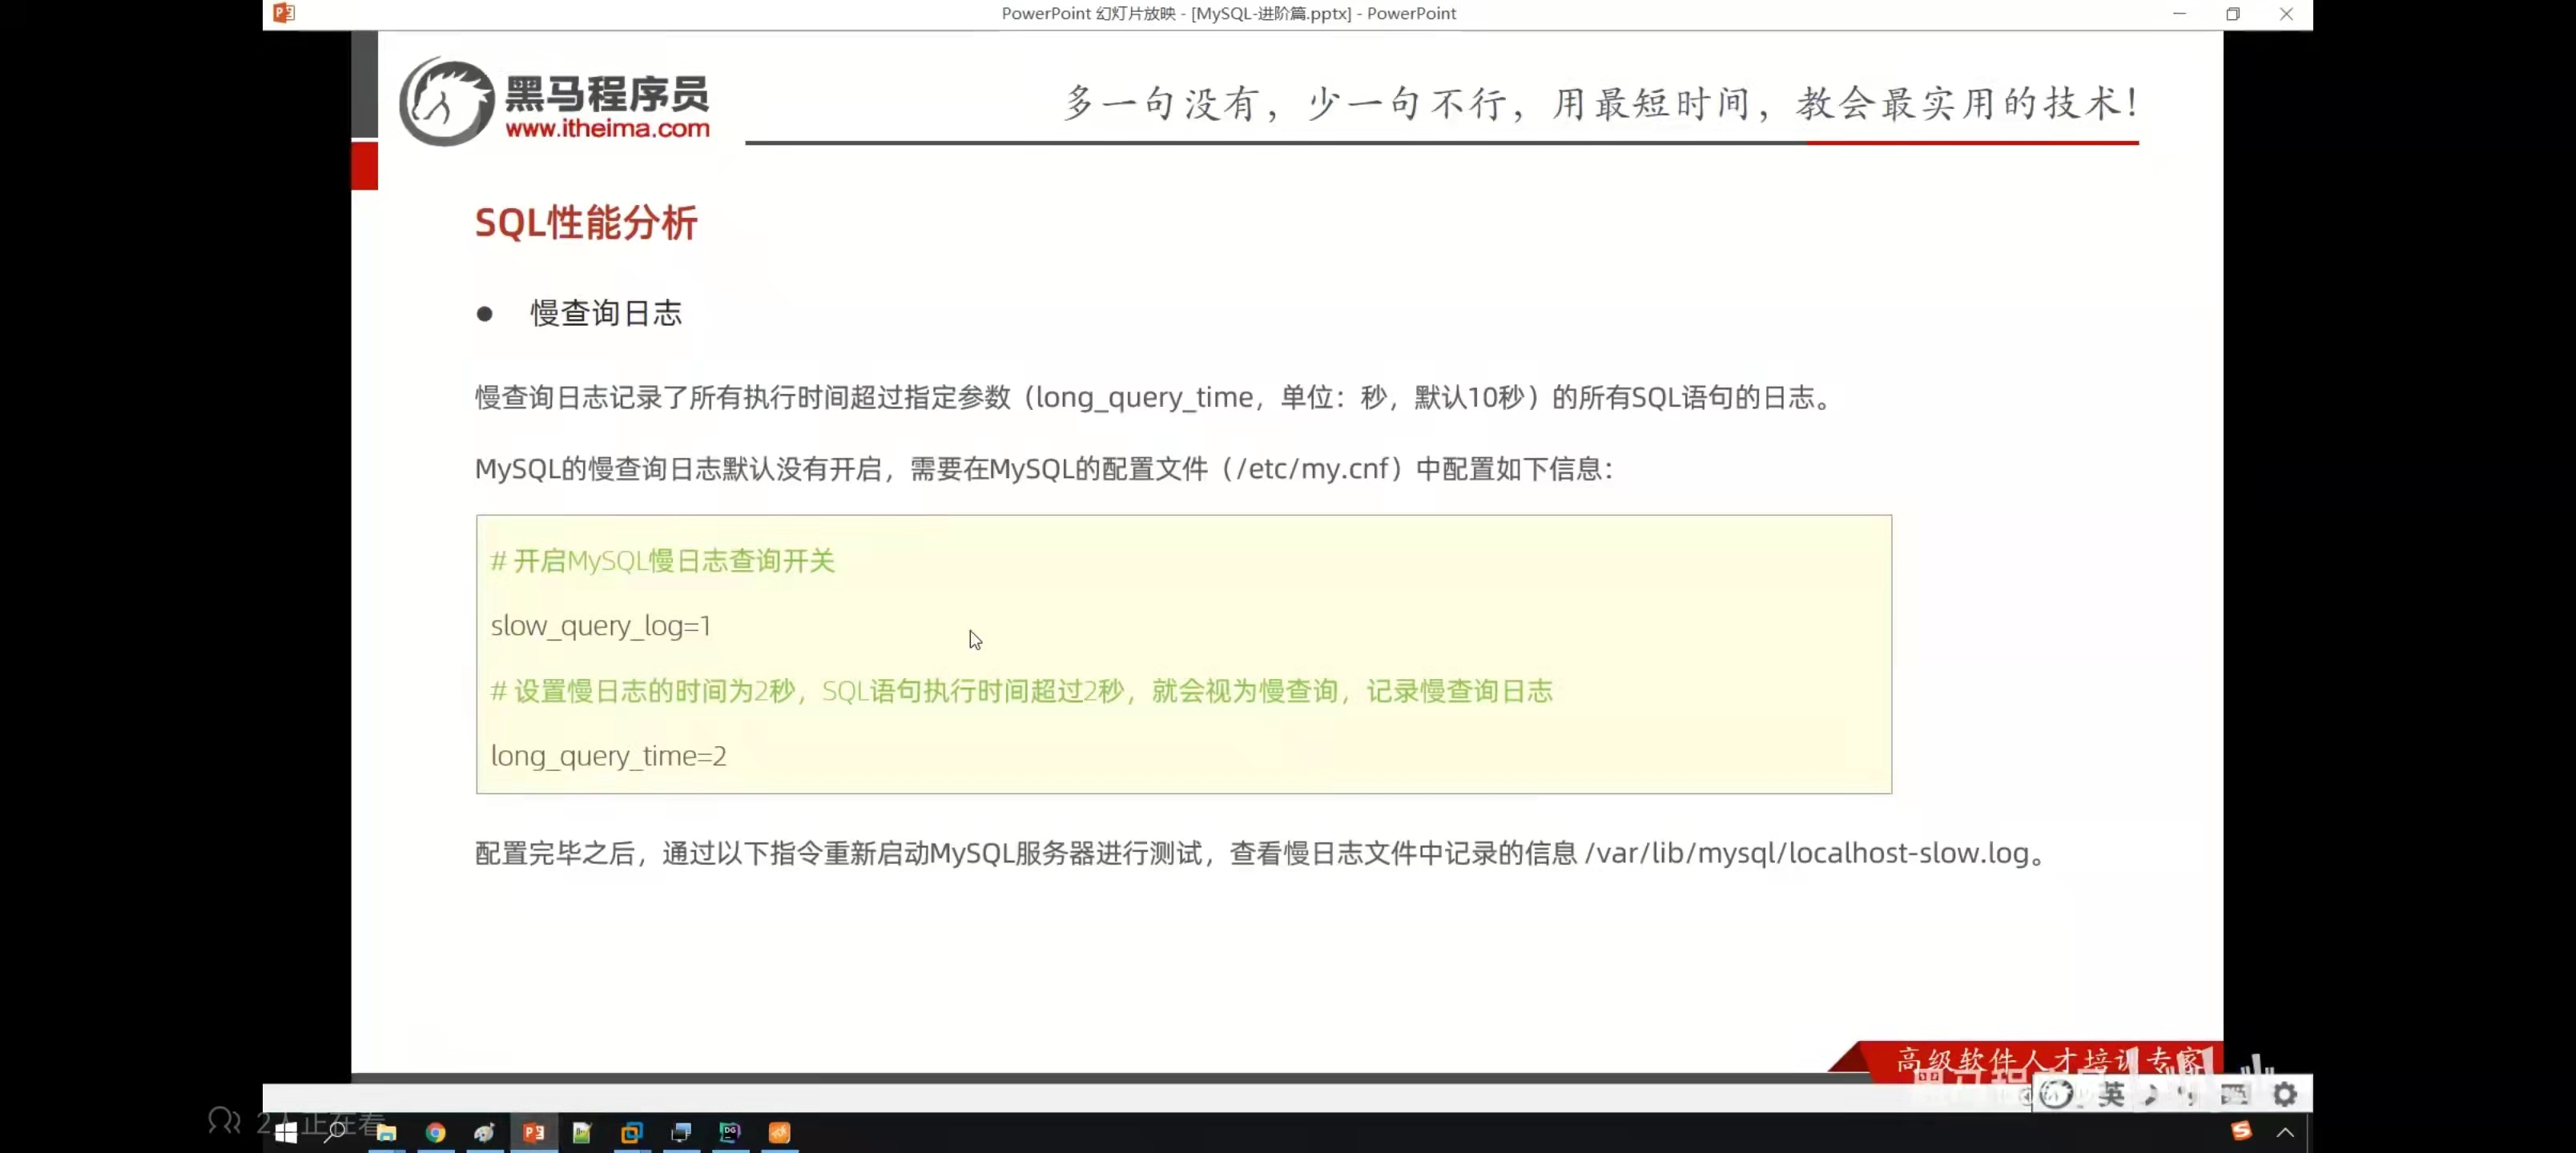 PowerPoint 幻灯片放映 - [MySQL-进阶篇.pptx] - PowerPoint
黑马程序员
www.itheima.com
多一句没有，少一句不行，用最短时间，教会最实用的技术！
SQL性能分析
● 慢查询日志
慢查询日志记录了所有执行时间超过指定参数（long_query_time，单位：秒，默认10秒）的所有SQL语句的日志。
MySQL的慢查询日志默认没有开启，需要在MySQL的配置文件（/etc/my.cnf）中配置如下信息：
# 开启MySQL慢日志查询开关
slow_query_log=1
# 设置慢日志的时间为2秒，SQL语句执行时间超过2秒，就会视为慢查询，记录慢查询日志
long_query_time=2
配置完毕之后，通过以下指令重新启动MySQL服务器进行测试，查看慢日志文件中记录的信息 /var/lib/mysql/localhost-slow.log。
高级软件人才培训专家
英
2人正在看